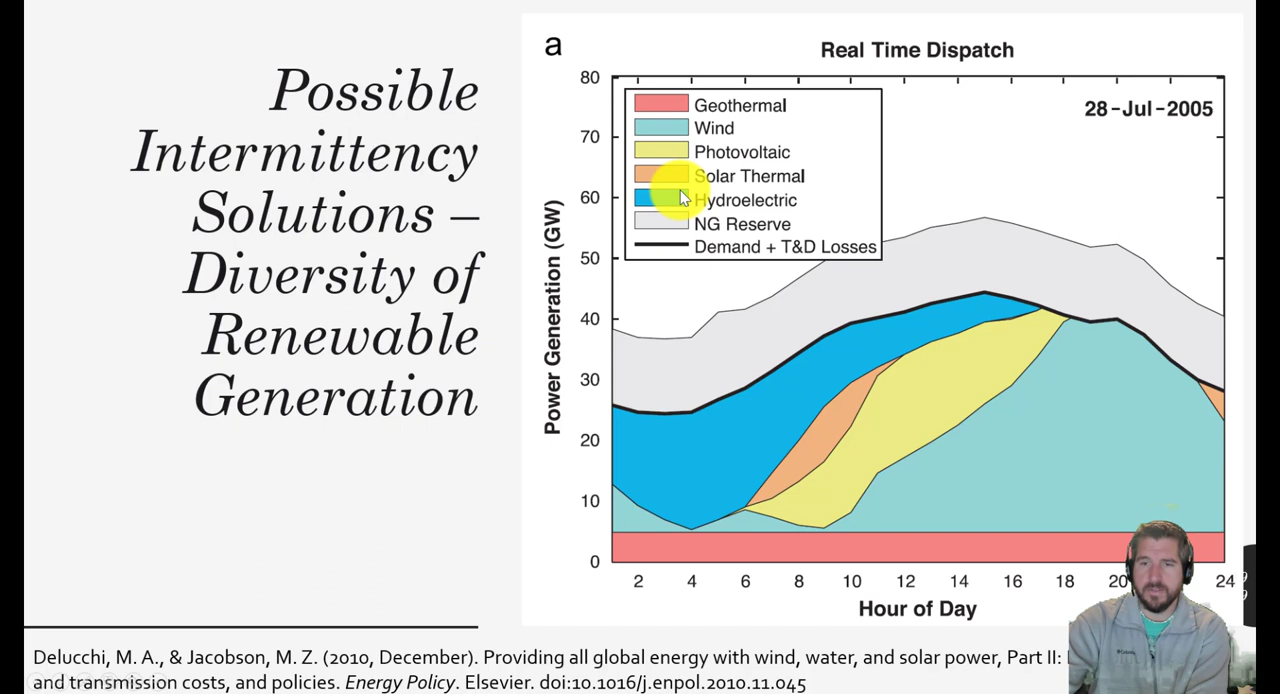 Possible
Intermittency
Solutions –
Diversity of
Renewable
Generation
a
Real Time Dispatch
28-Jul-2005
Geothermal
Wind
Photovoltaic
Solar Thermal
Hydroelectric
NG Reserve
Demand + T&D Losses
Power Generation (GW)
80
70
60
50
40
30
20
10
0
2 4 6 8 10 12 14 16 18 20 24
Hour of Day
Delucchi, M. A., & Jacobson, M. Z. (2010, December). Providing all global energy with wind, water, and solar power, Part II:
and transmission costs, and policies. Energy Policy. Elsevier. doi:10.1016/j.enpol.2010.11.045